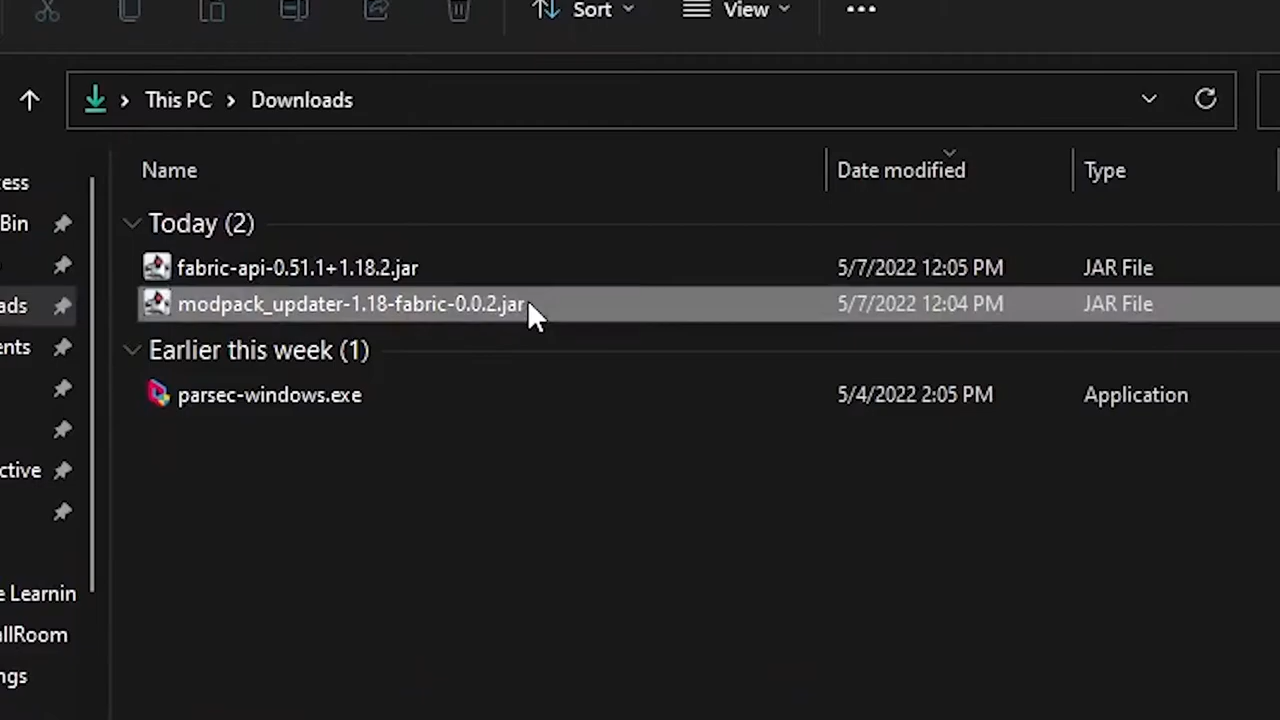 Sort View
This PC Downloads
Name Date modified Type
ess
Bin
ads
ents
ctive
e Learnin
allRoom
ngs
Today (2)
fabric-api-0.51.1+1.18.2.jar 5/7/2022 12:05 PM JAR File
modpack_updater-1.18-fabric-0.0.2.jar 5/7/2022 12:04 PM JAR File
Earlier this week (1)
parsec-windows.exe 5/4/2022 2:05 PM Application